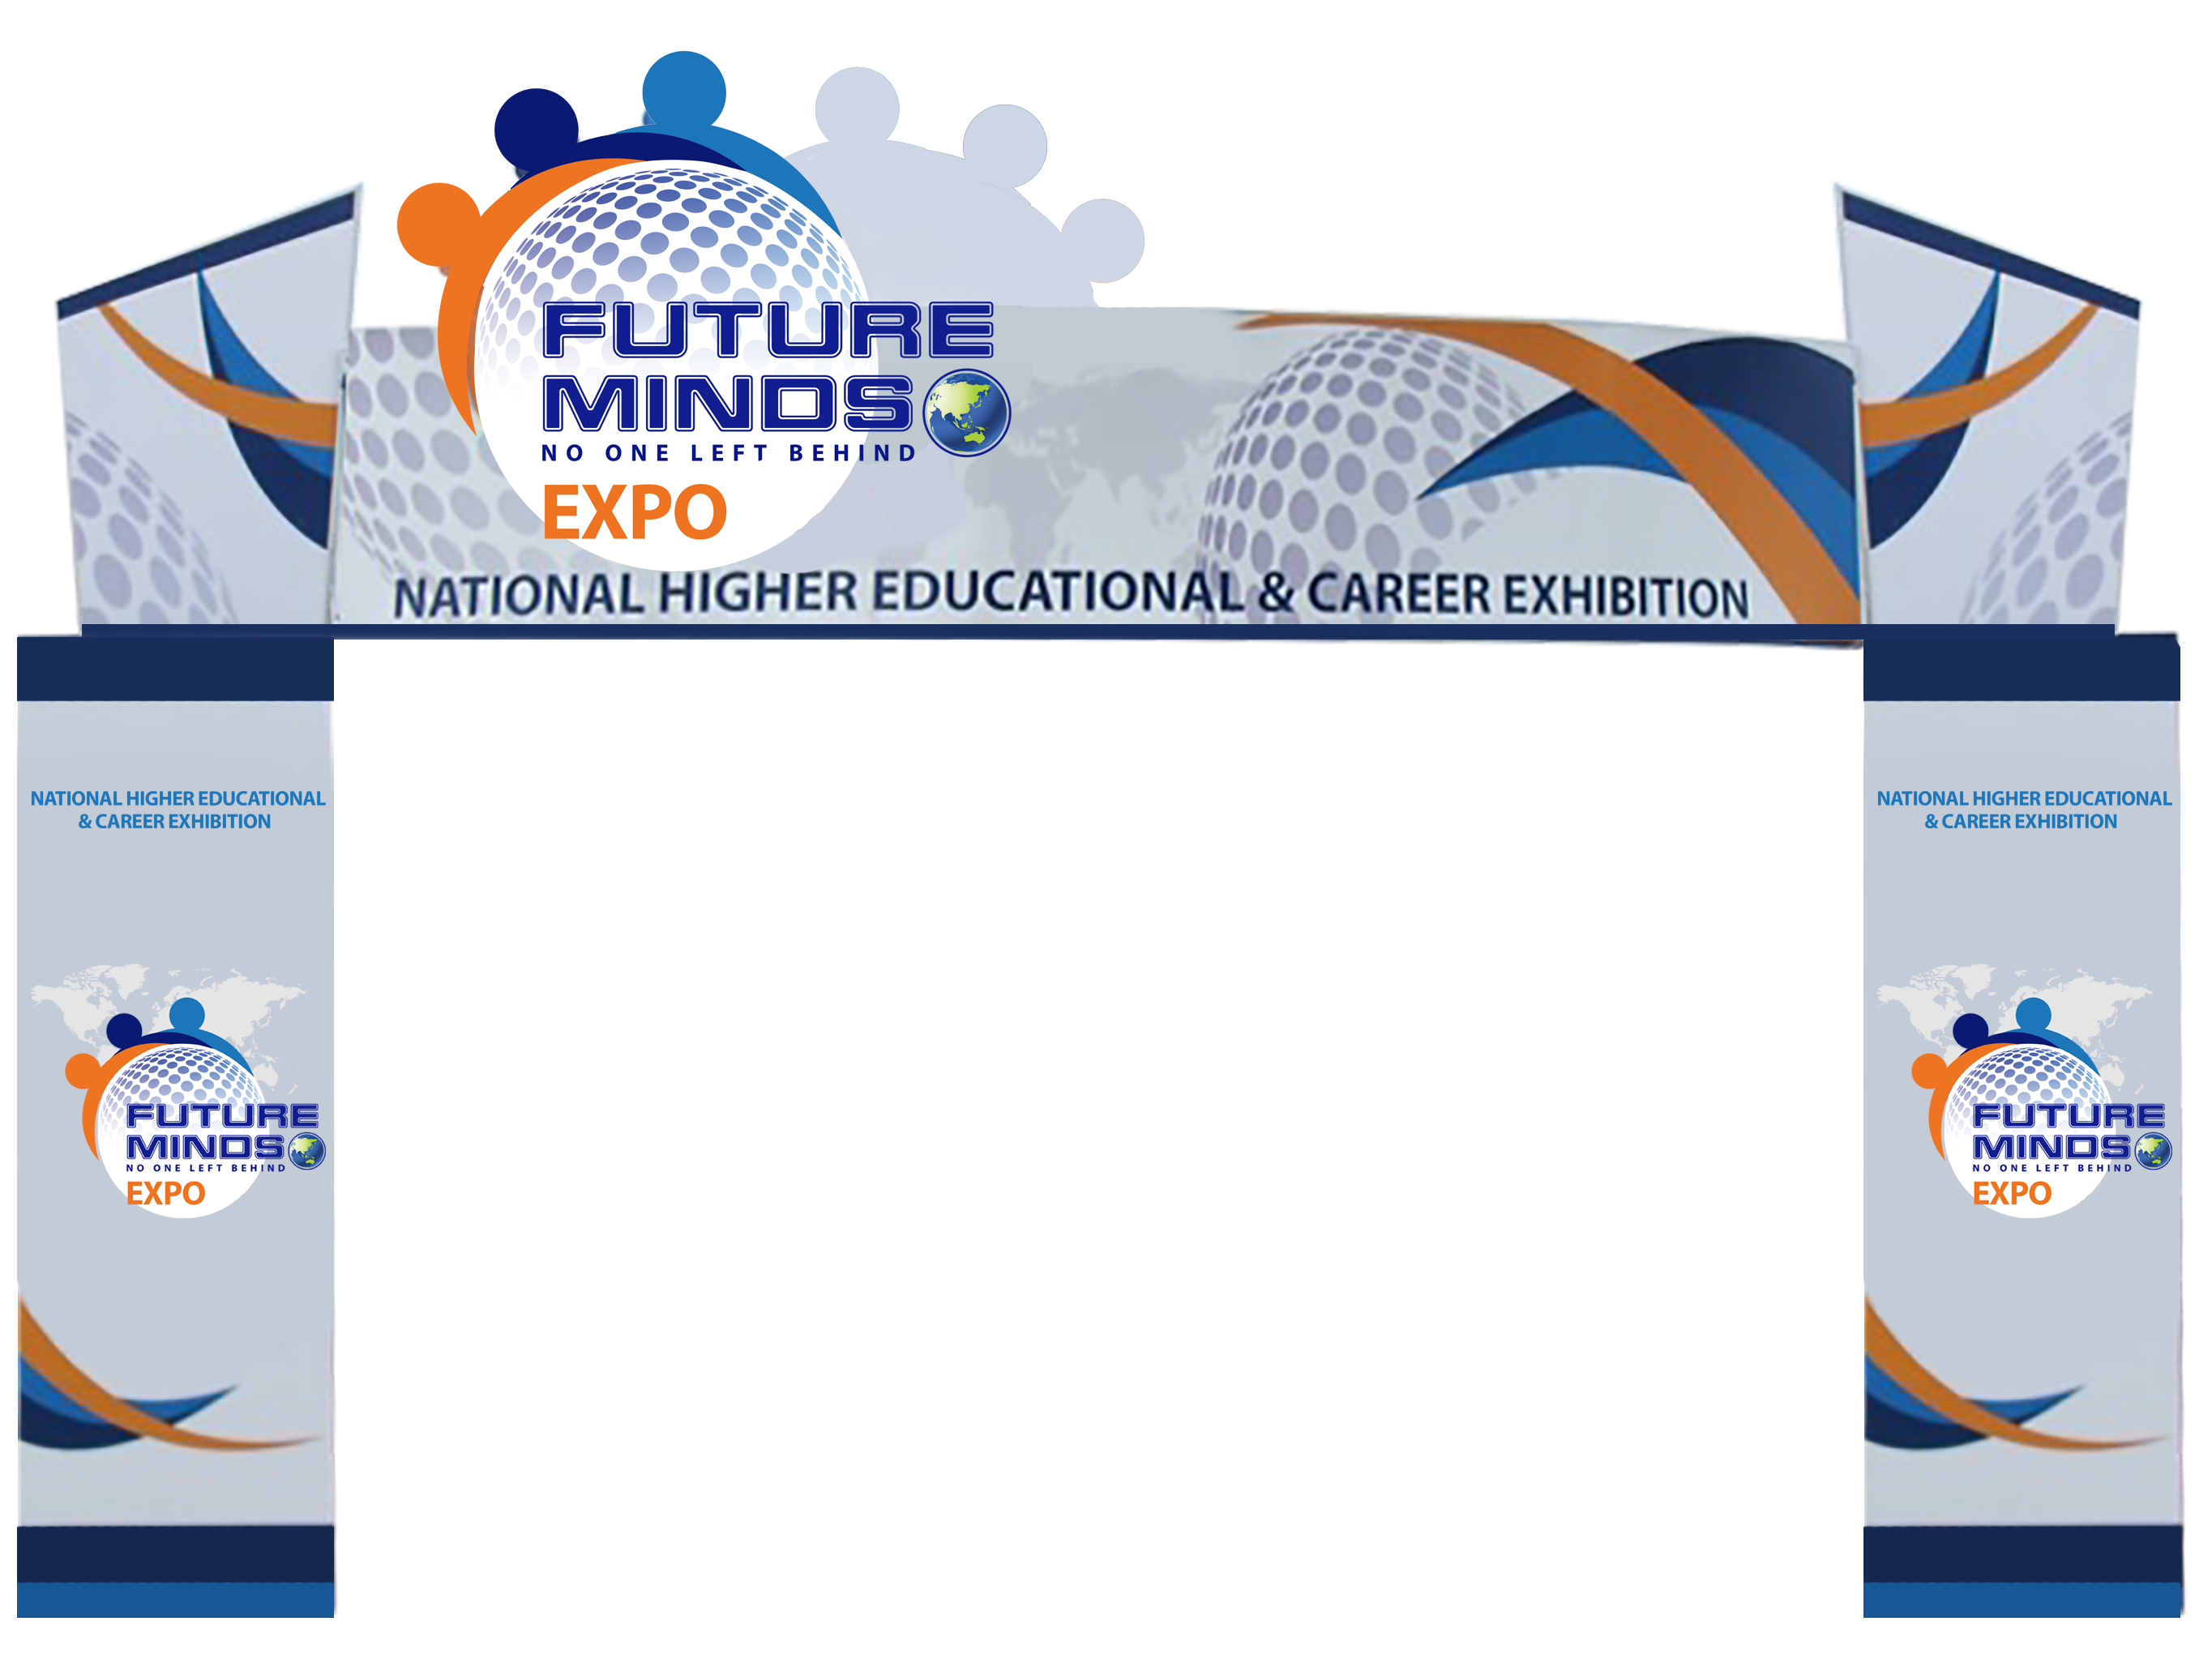 FUTURE
MINDS
NO ONE LEFT BEHIND
EXPO
NATIONAL HIGHER EDUCATIONAL & CAREER EXHIBITION
NATIONAL HIGHER EDUCATIONAL
& CAREER EXHIBITION
FUTURE
MINDS
NO ONE LEFT BEHIND
EXPO
NATIONAL HIGHER EDUCATIONAL
& CAREER EXHIBITION
FUTURE
MINDS
NO ONE LEFT BEHIND
EXPO